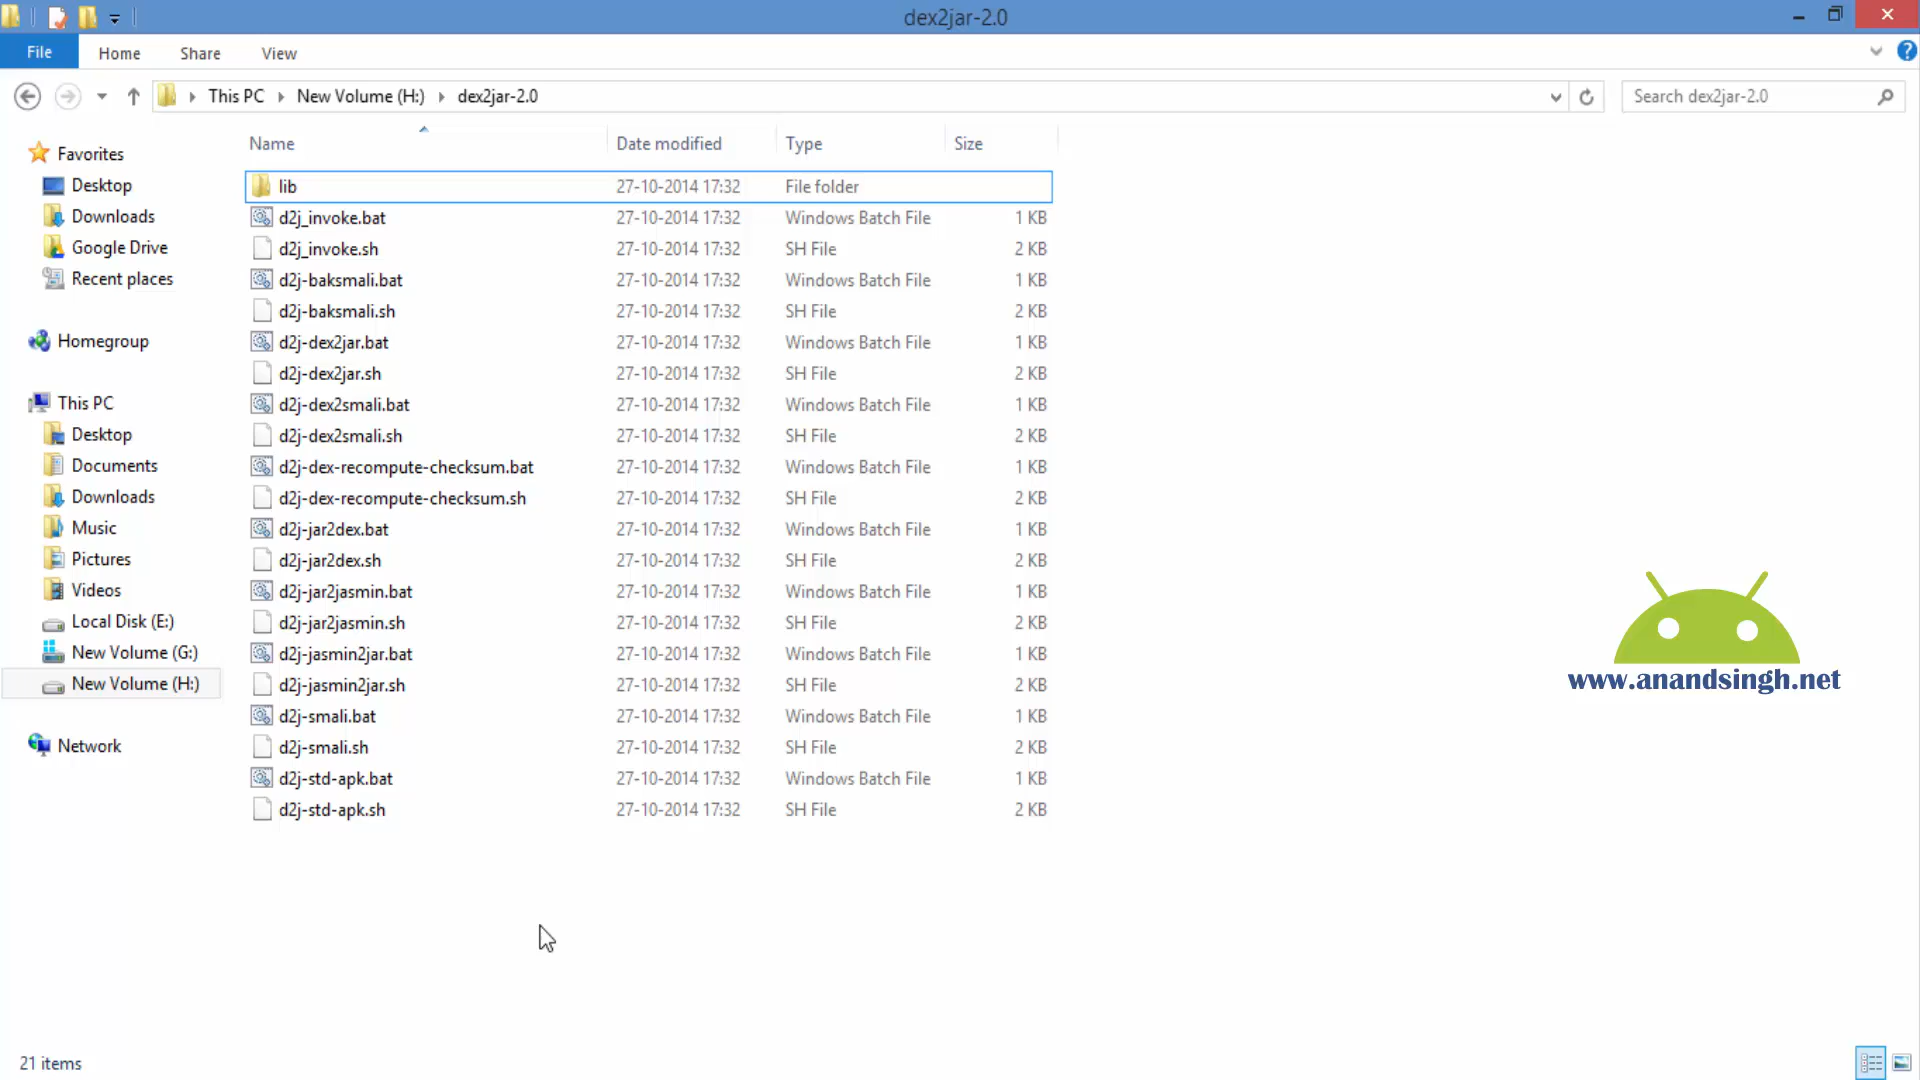 dex2jar-2.0
File Home Share View
This PC New Volume (H:) dex2jar-2.0 Search dex2jar-2.0
Name Date modified Type Size
Favorites
Desktop
Downloads
Google Drive
Recent places
Homegroup
This PC
Desktop
Documents
Downloads
Music
Pictures
Videos
Local Disk (E:)
New Volume (G:)
New Volume (H:)
Network
lib 27-10-2014 17:32 File folder
d2j_invoke.bat 27-10-2014 17:32 Windows Batch File 1 KB
d2j_invoke.sh 27-10-2014 17:32 SH File 2 KB
d2j-baksmali.bat 27-10-2014 17:32 Windows Batch File 1 KB
d2j-baksmali.sh 27-10-2014 17:32 SH File 2 KB
d2j-dex2jar.bat 27-10-2014 17:32 Windows Batch File 1 KB
d2j-dex2jar.sh 27-10-2014 17:32 SH File 2 KB
d2j-dex2smali.bat 27-10-2014 17:32 Windows Batch File 1 KB
d2j-dex2smali.sh 27-10-2014 17:32 SH File 2 KB
d2j-dex-recompute-checksum.bat 27-10-2014 17:32 Windows Batch File 1 KB
d2j-dex-recompute-checksum.sh 27-10-2014 17:32 SH File 2 KB
d2j-jar2dex.bat 27-10-2014 17:32 Windows Batch File 1 KB
d2j-jar2dex.sh 27-10-2014 17:32 SH File 2 KB
d2j-jar2jasmin.bat 27-10-2014 17:32 Windows Batch File 1 KB
d2j-jar2jasmin.sh 27-10-2014 17:32 SH File 2 KB
d2j-jasmin2jar.bat 27-10-2014 17:32 Windows Batch File 1 KB
d2j-jasmin2jar.sh 27-10-2014 17:32 SH File 2 KB
d2j-smali.bat 27-10-2014 17:32 Windows Batch File 1 KB
d2j-smali.sh 27-10-2014 17:32 SH File 2 KB
d2j-std-apk.bat 27-10-2014 17:32 Windows Batch File 1 KB
d2j-std-apk.sh 27-10-2014 17:32 SH File 2 KB
www.anandsingh.net
21 items